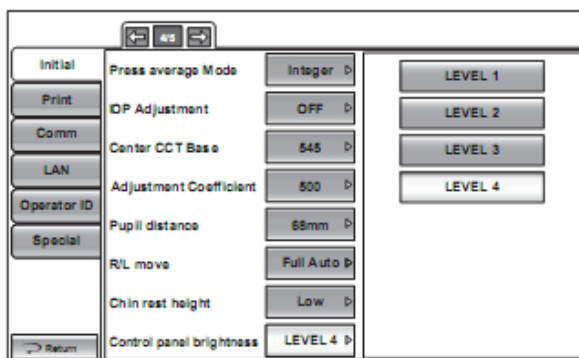 4/5
Initial
Print
Comm
LAN
Operator ID
Special
Return
Press average Mode Integer
IOP Adjustment OFF
Center CCT Base 545
Adjustment Coefficient 500
Pupil distance 68mm
R/L move Full Auto
Chin rest height Low
Control panel brightness LEVEL 4
LEVEL 1
LEVEL 2
LEVEL 3
LEVEL 4